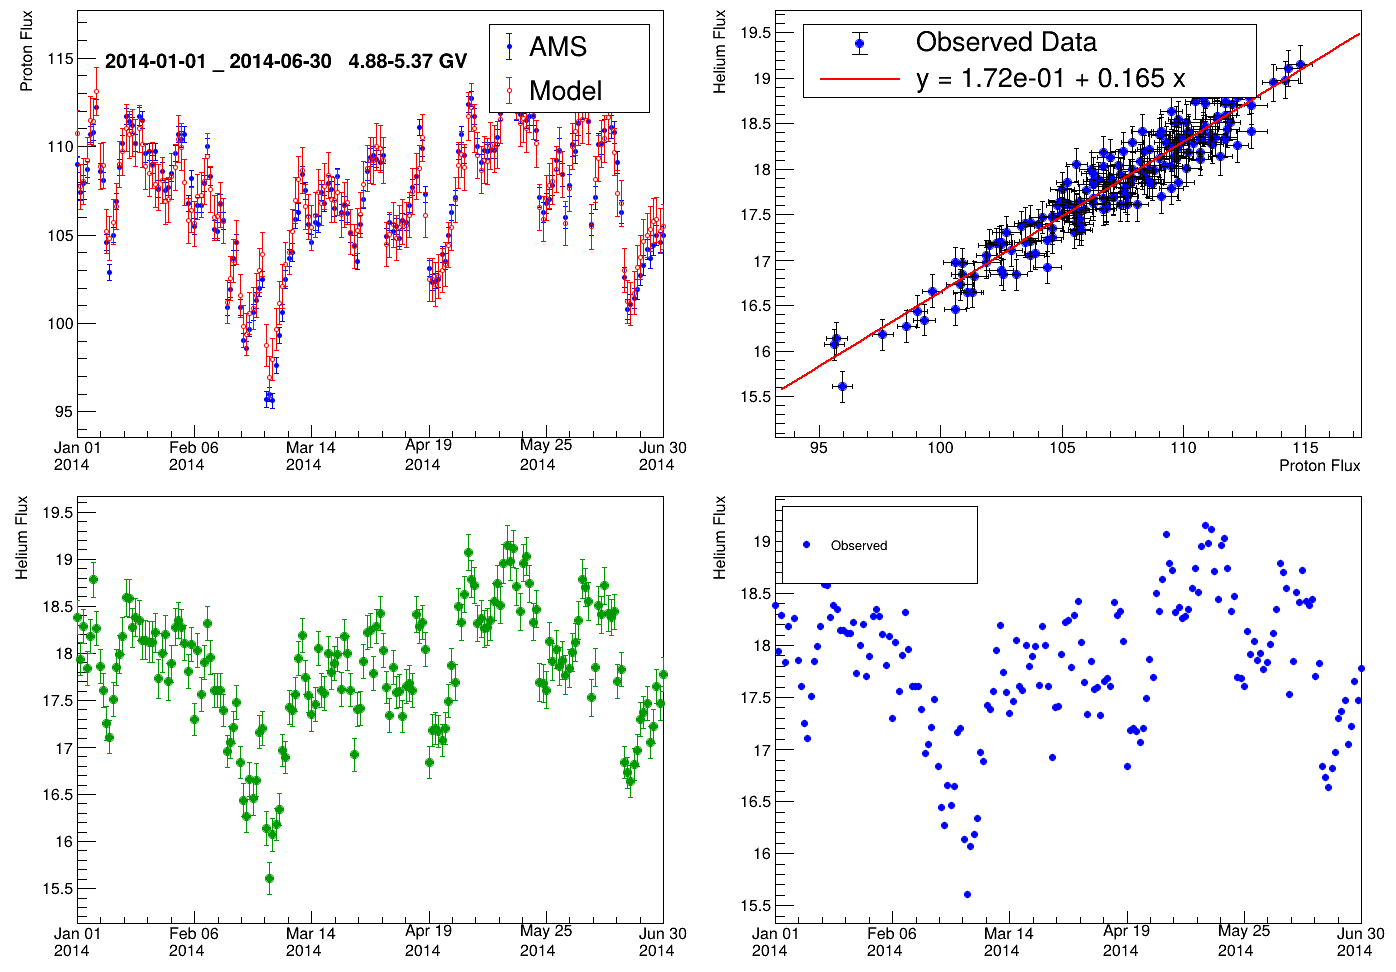 Proton Flux
2014-01-01 _ 2014-06-30 4.88-5.37 GV
AMS
Model
115
110
105
100
95
Jan 01
2014
Feb 06
2014
Mar 14
2014
Apr 19
2014
May 25
2014
Jun 30
2014
Helium Flux
Observed Data
y = 1.72e-01 + 0.165 x
19.5
19
18.5
18
17.5
17
16.5
16
15.5
95
100
105
110
115
Proton Flux
Helium Flux
19.5
19
18.5
18
17.5
17
16.5
16
15.5
Jan 01
2014
Feb 06
2014
Mar 14
2014
Apr 19
2014
May 25
2014
Jun 30
2014
Helium Flux
Observed
19
18.5
18
17.5
17
16.5
16
15.5
Jan 01
2014
Feb 06
2014
Mar 14
2014
Apr 19
2014
May 25
2014
Jun 30
2014